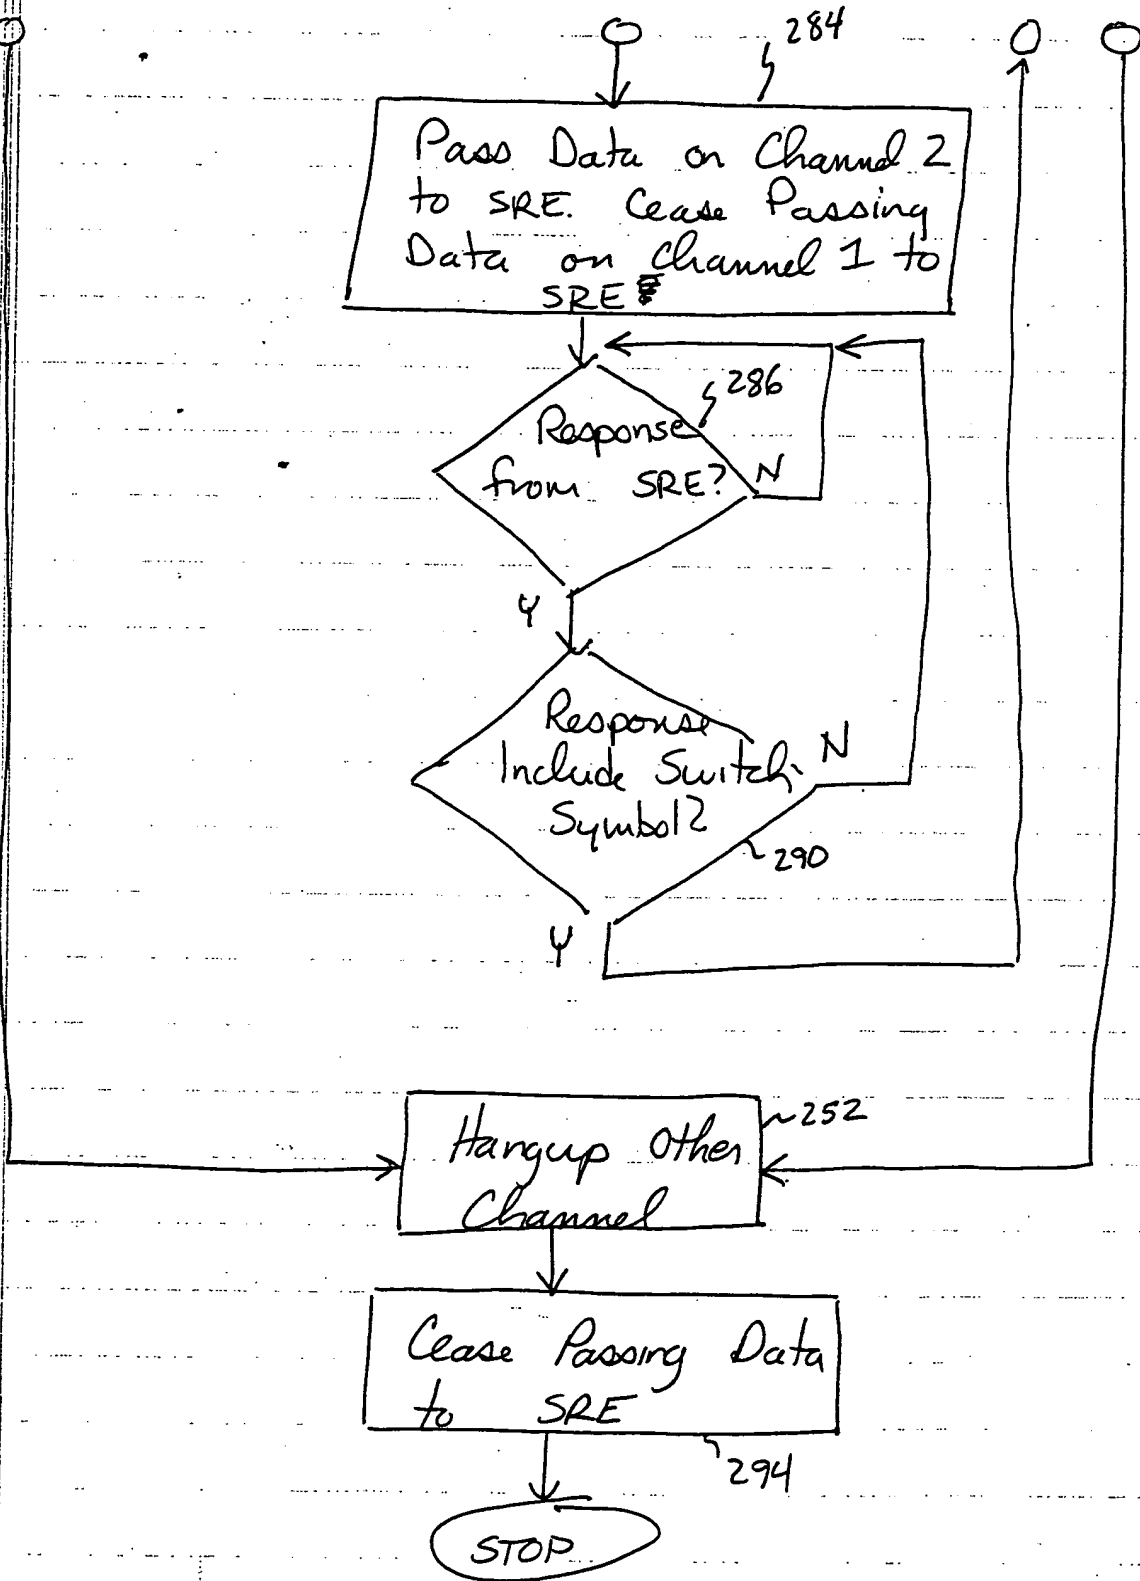 284
Pass Data on Channel 2
to SRE. Cease Passing
Data on Channel 1 to
SRE
286
Response
from SRE?
N
Y
Response
Include Switch
Symbol?
N
290
Y
252
Hangup Other
Channel
Cease Passing Data
to SRE
294
STOP